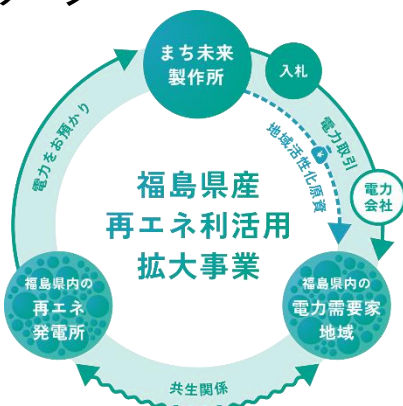 まち未来
製作所
入札
電力をお預かり
電力取引
地域活性化原資
電力
会社
福島県産
再エネ利活用
拡大事業
福島県内の
再エネ
発電所
福島県内の
電力需要家
地域
共生関係